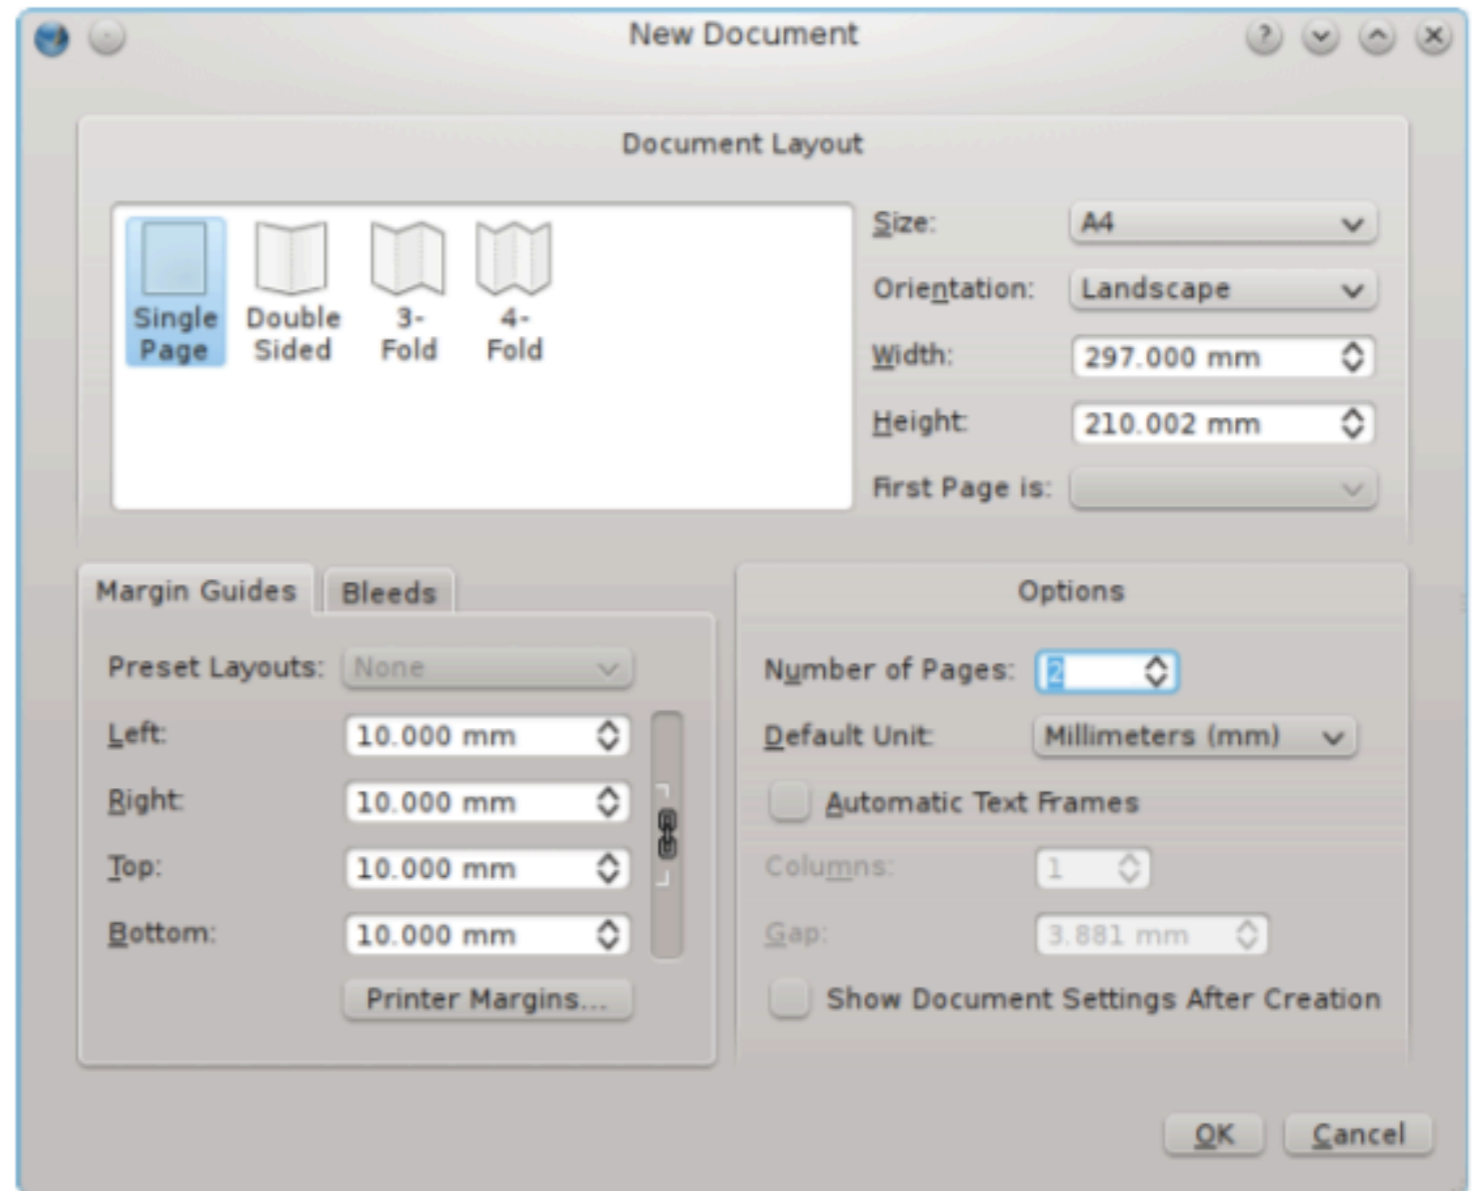 New Document
Document Layout
Single Page
Double Sided
3-Fold
4-Fold
Size: A4
Orientation: Landscape
Width: 297.000 mm
Height: 210.002 mm
First Page is:
Margin Guides
Bleeds
Preset Layouts: None
Left: 10.000 mm
Right: 10.000 mm
Top: 10.000 mm
Bottom: 10.000 mm
Printer Margins...
Options
Number of Pages: 2
Default Unit: Millimeters (mm)
Automatic Text Frames
Columns: 1
Gap: 3.881 mm
Show Document Settings After Creation
OK
Cancel